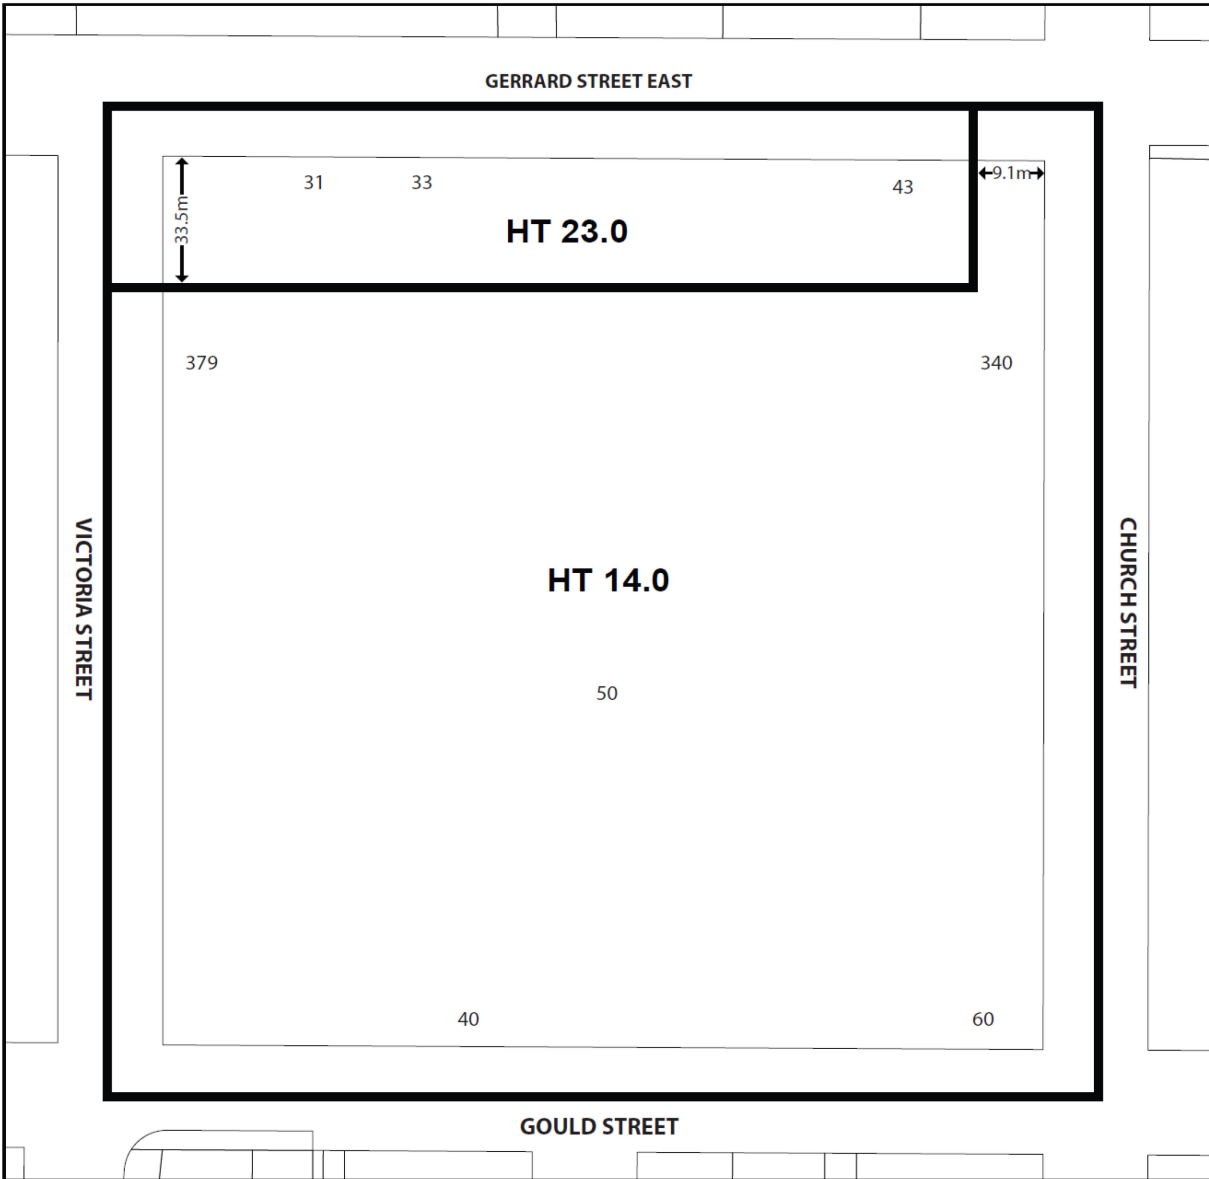 GERRARD STREET EAST
31
33
43
9.1m
33.5m
HT 23.0
379
340
VICTORIA STREET
CHURCH STREET
HT 14.0
50
40
60
GOULD STREET